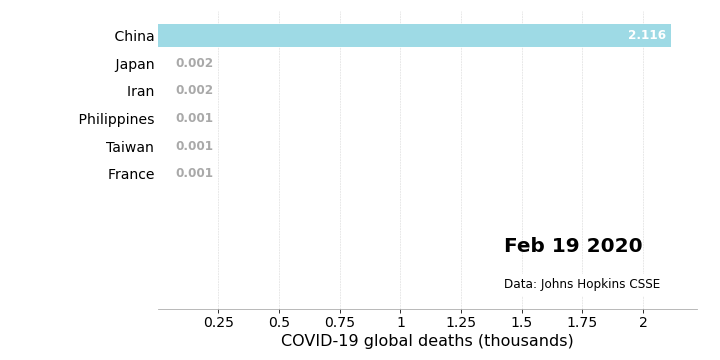 China 2.116
Japan 0.002
Iran 0.002
Philippines 0.001
Taiwan 0.001
France 0.001
Feb 19 2020
Data: Johns Hopkins CSSE
0.25 0.5 0.75 1 1.25 1.5 1.75 2
COVID-19 global deaths (thousands)